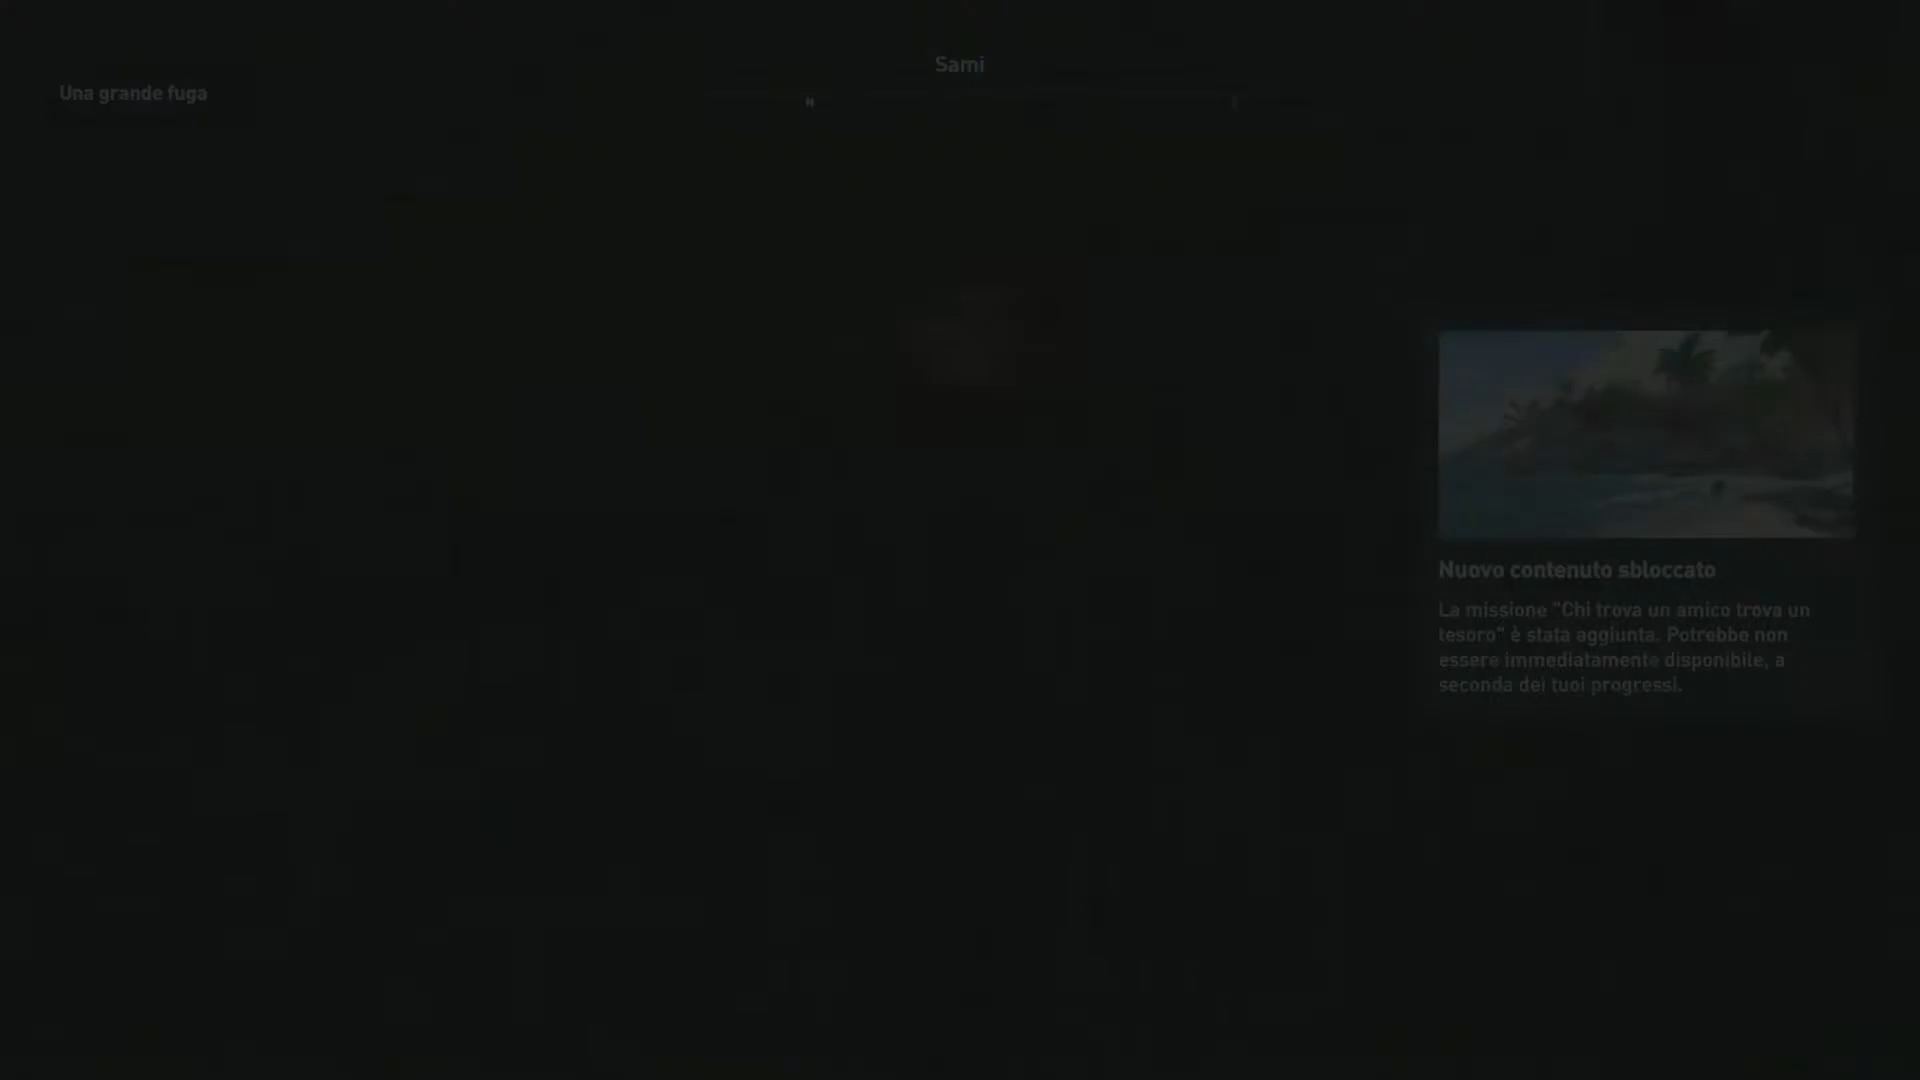 Sami
Una grande fuga
N
Nuovo contenuto sbloccato
La missione "Chi trova un amico trova un
tesoro" è stata aggiunta. Potrebbe non
essere immediatamente disponibile, a
seconda dei tuoi progressi.